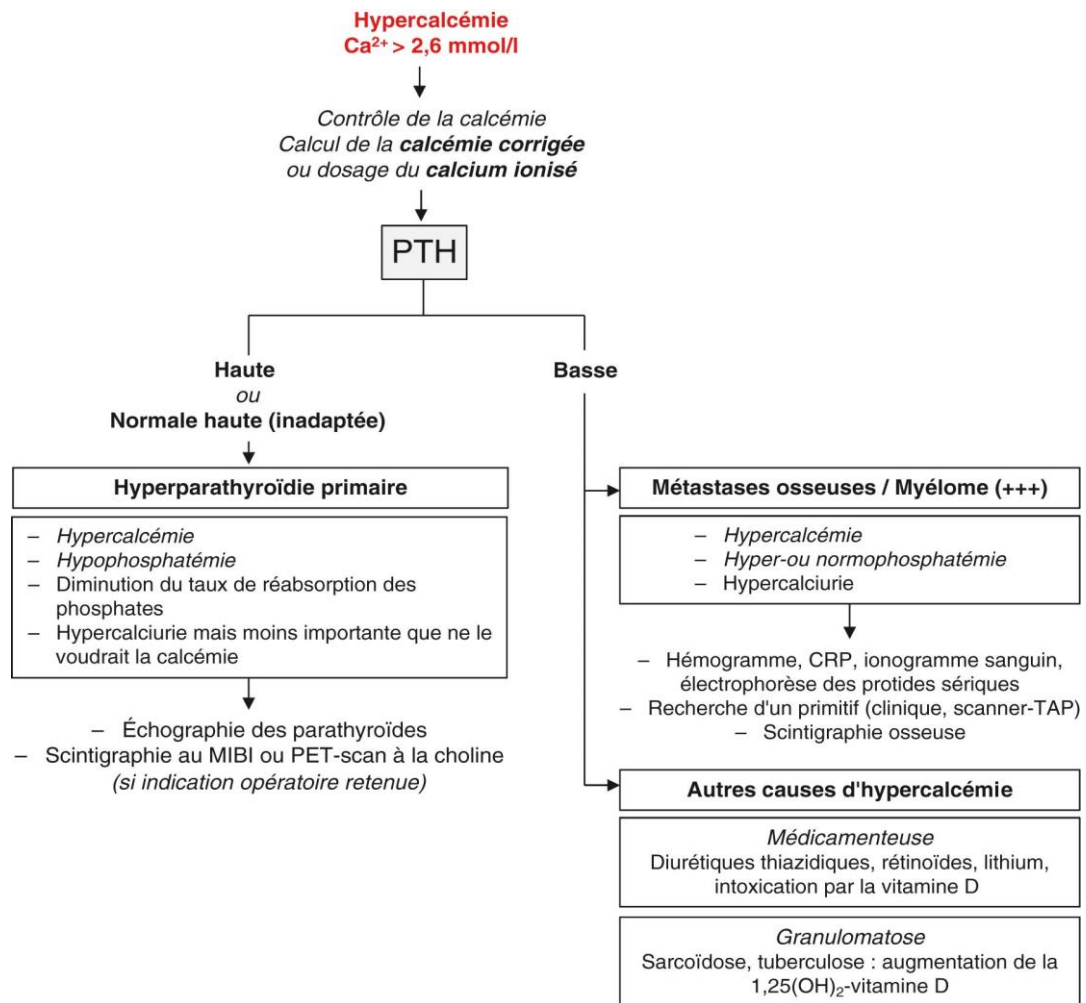 Hypercalcémie
Ca²⁺ > 2,6 mmol/l
Contrôle de la calcémie
Calcul de la calcémie corrigée
ou dosage du calcium ionisé
PTH
Haute
ou
Normale haute (inadaptée)
Hyperparathyroïdie primaire
– Hypercalcémie
– Hypophosphatémie
– Diminution du taux de réabsorption des
phosphates
– Hypercalciurie mais moins importante que ne le
voudrait la calcémie
– Échographie des parathyroïdes
– Scintigraphie au MIBI ou PET-scan à la choline
(si indication opératoire retenue)
Basse
Métastases osseuses / Myélome (+++)
– Hypercalcémie
– Hyper-ou normophosphatémie
– Hypercalciurie
– Hémogramme, CRP, ionogramme sanguin,
électrophorèse des protides sériques
– Recherche d'un primitif (clinique, scanner-TAP)
– Scintigraphie osseuse
Autres causes d'hypercalcémie
Médicamenteuse
Diurétiques thiazidiques, rétinoïdes, lithium,
intoxication par la vitamine D
Granulomatose
Sarcoïdose, tuberculose : augmentation de la
1,25(OH)₂-vitamine D